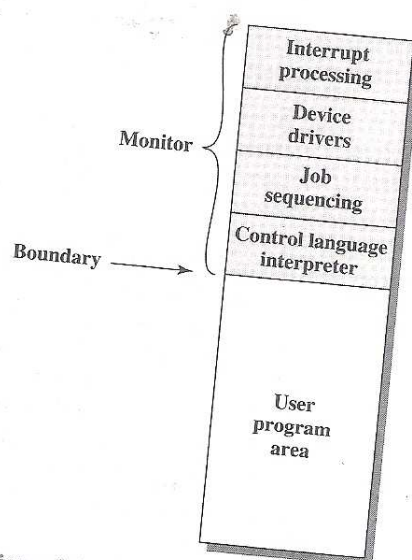 Interrupt
processing
Device
drivers
Monitor
Job
sequencing
Control language
interpreter
Boundary
User
program
area